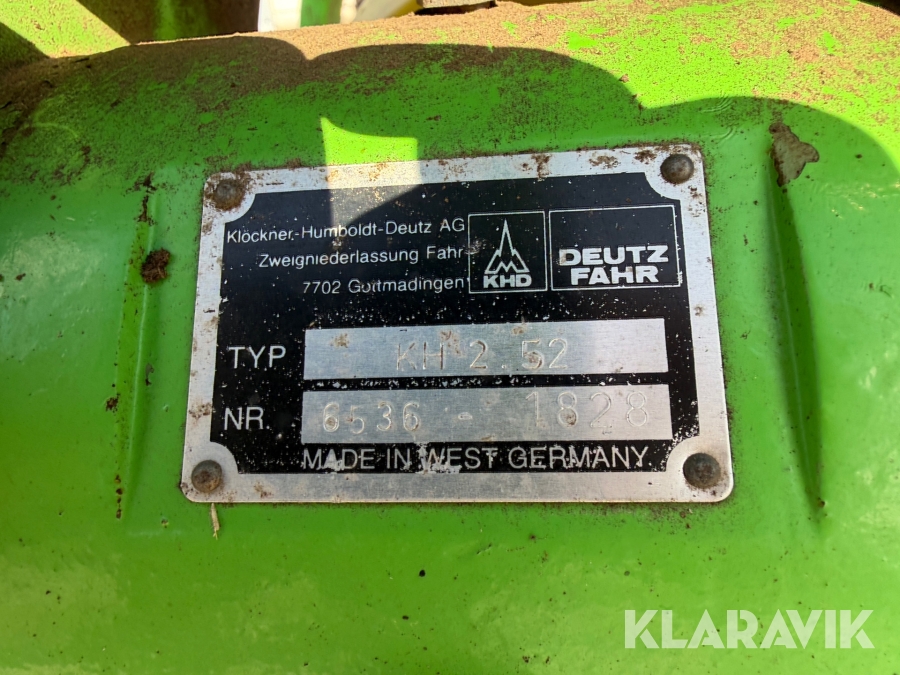 Klöckner-Humboldt-Deutz AG
Zweigniederlassung Fahr
7702 Gottmadingen
KHD
DEUTZ
FAHR
TYP KH 2.52
NR. 6536 - 1828
MADE IN WEST GERMANY
KLARAVIK